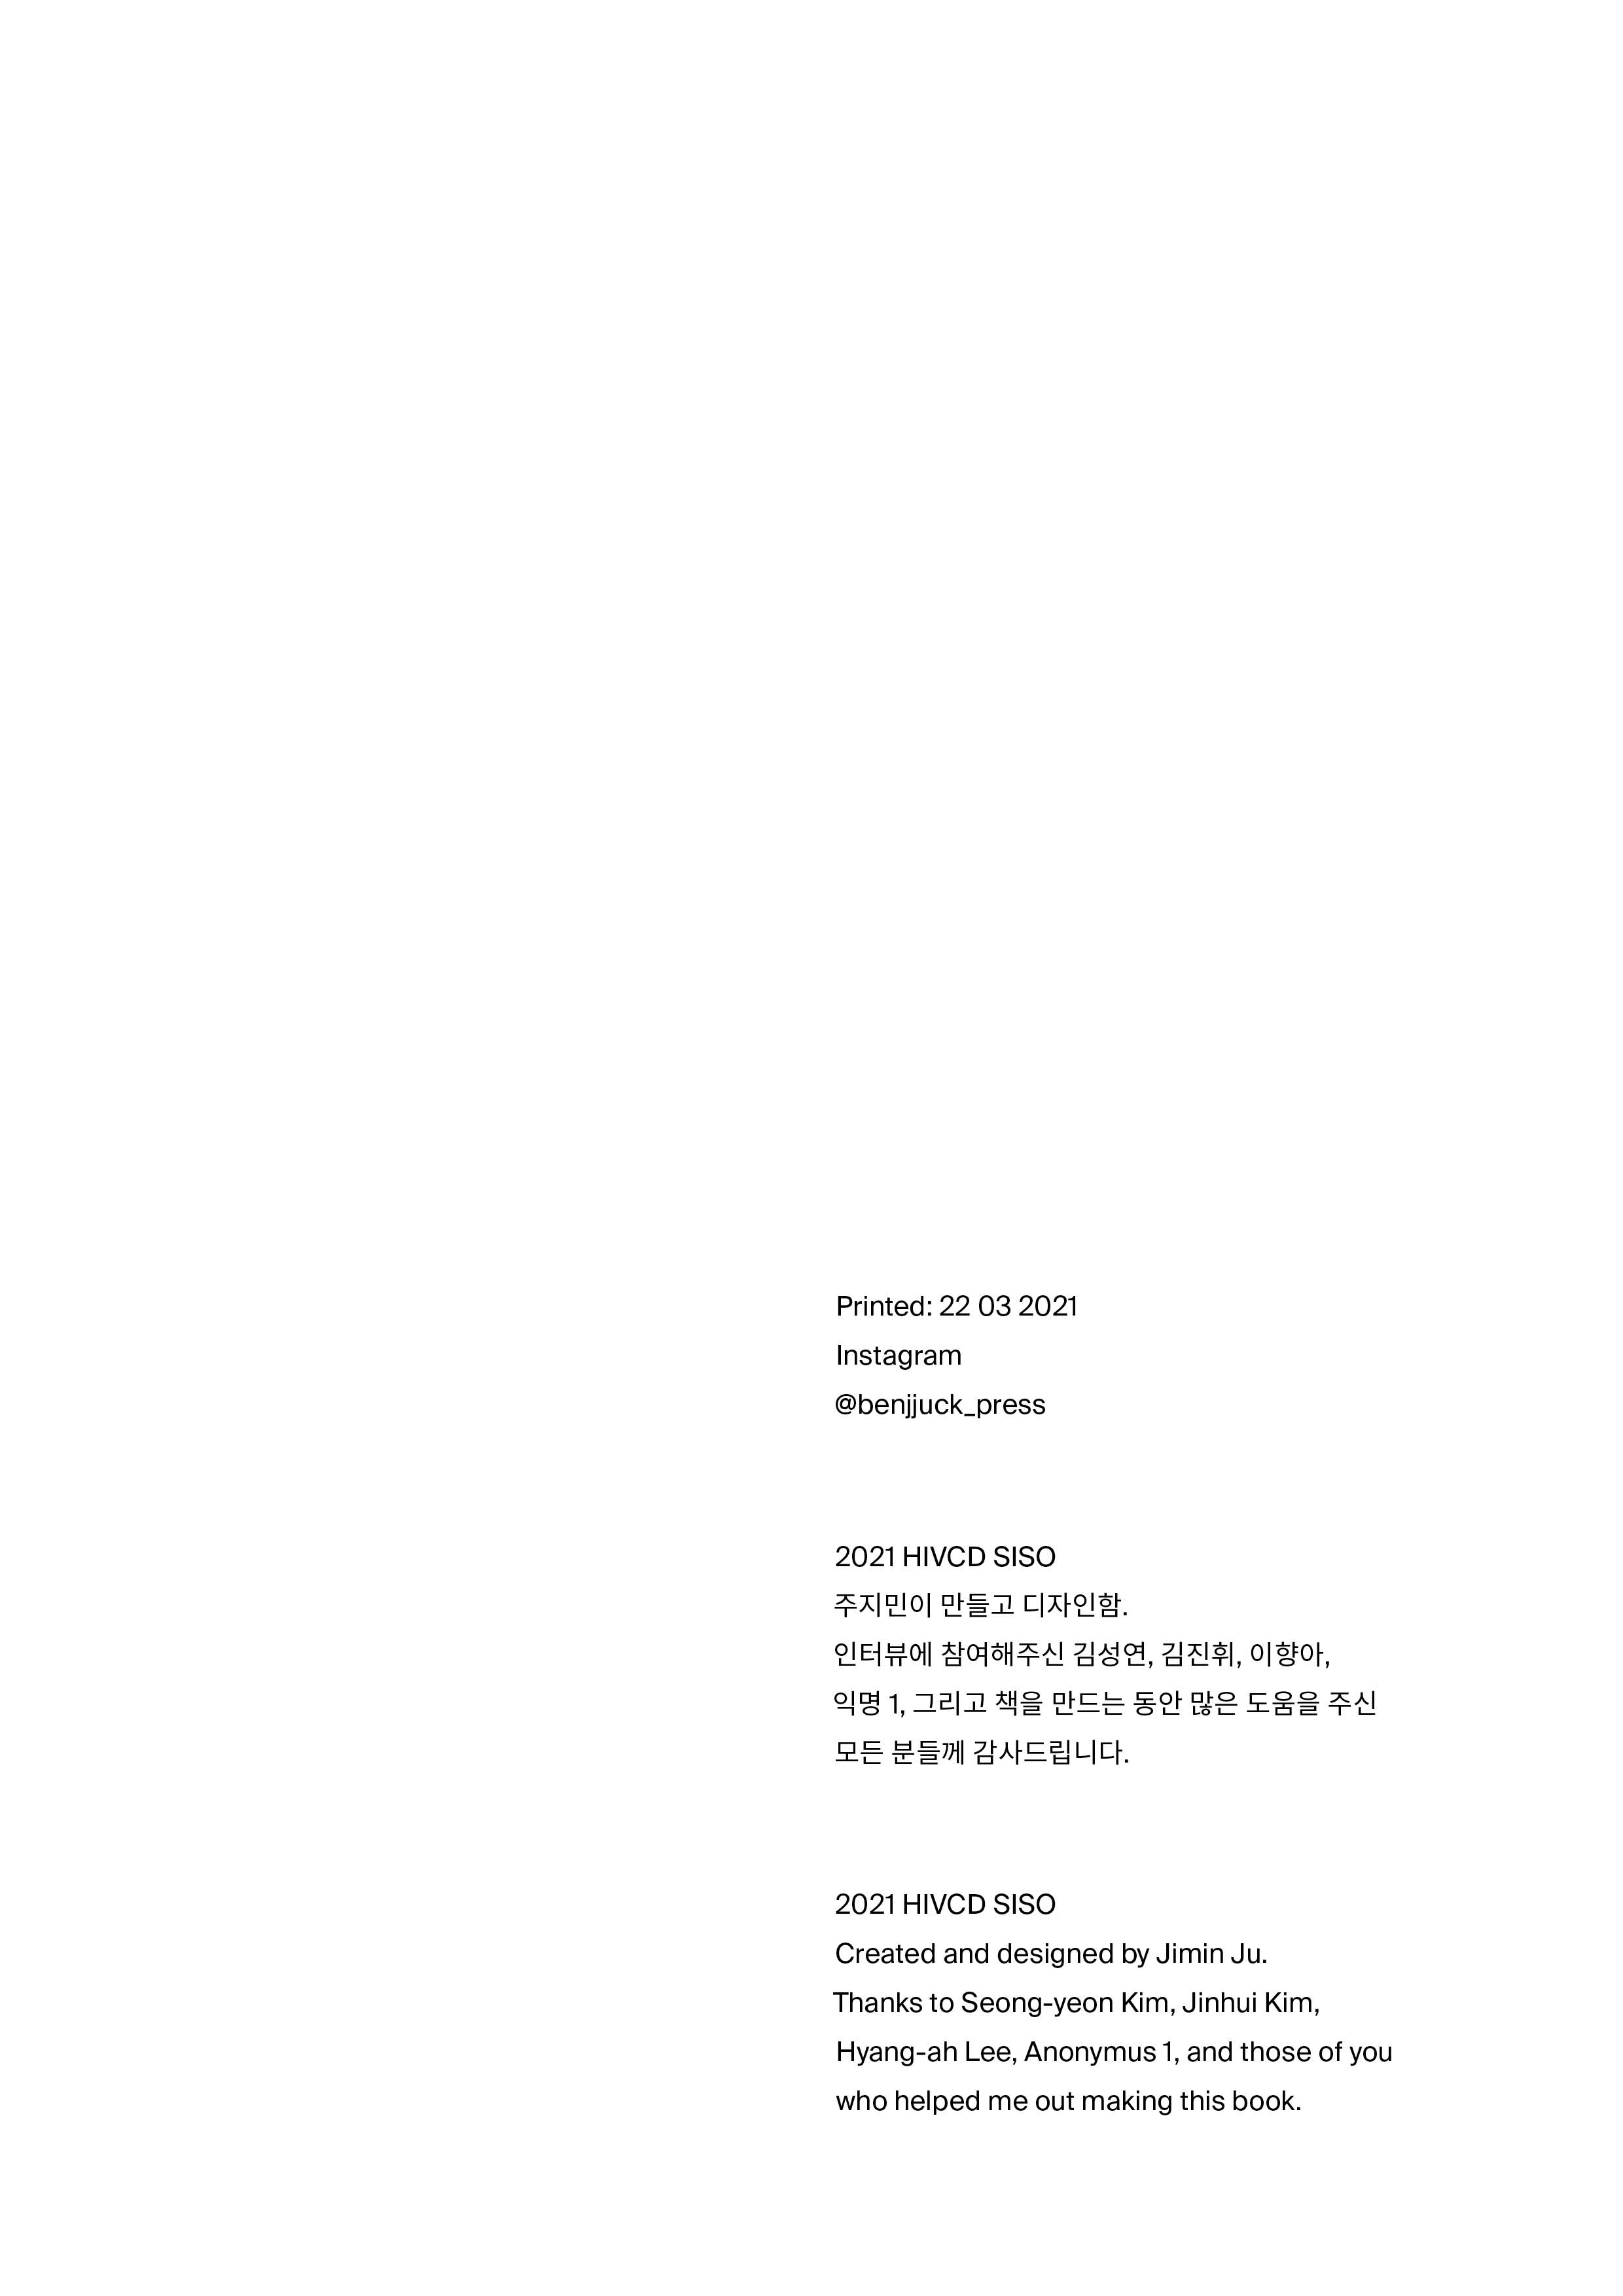 Printed: 22 03 2021
Instagram
@benjjuck_press
2021 HIVCD SISO
주지민이 만들고 디자인함.
인터뷰에 참여해주신 김성연, 김진휘, 이향아,
익명 1, 그리고 책을 만드는 동안 많은 도움을 주신
모든 분들께 감사드립니다.
2021 HIVCD SISO
Created and designed by Jimin Ju.
Thanks to Seong-yeon Kim, Jinhui Kim,
Hyang-ah Lee, Anonymus 1, and those of you
who helped me out making this book.